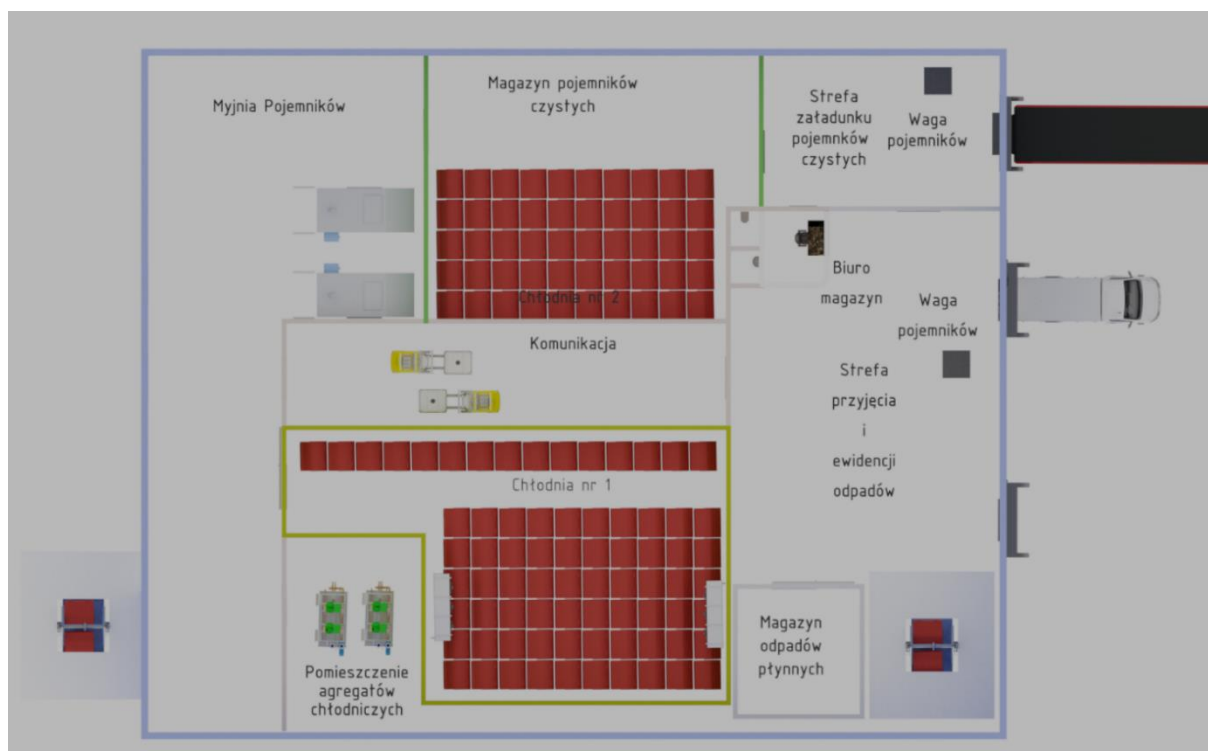 Myjnia Pojemników
Magazyn pojemników
czystych
Strefa
załadunku
pojemnków
czystych
Waga
pojemników
Chłodnia nr 2
Komunikacja
Biuro
magazyn
Waga
pojemników
Strefa
przyjęcia
i
ewidencji
odpadów
Chłodnia nr 1
Pomieszczenie
agregatów
chłodniczych
Magazyn
odpadów
płynnych